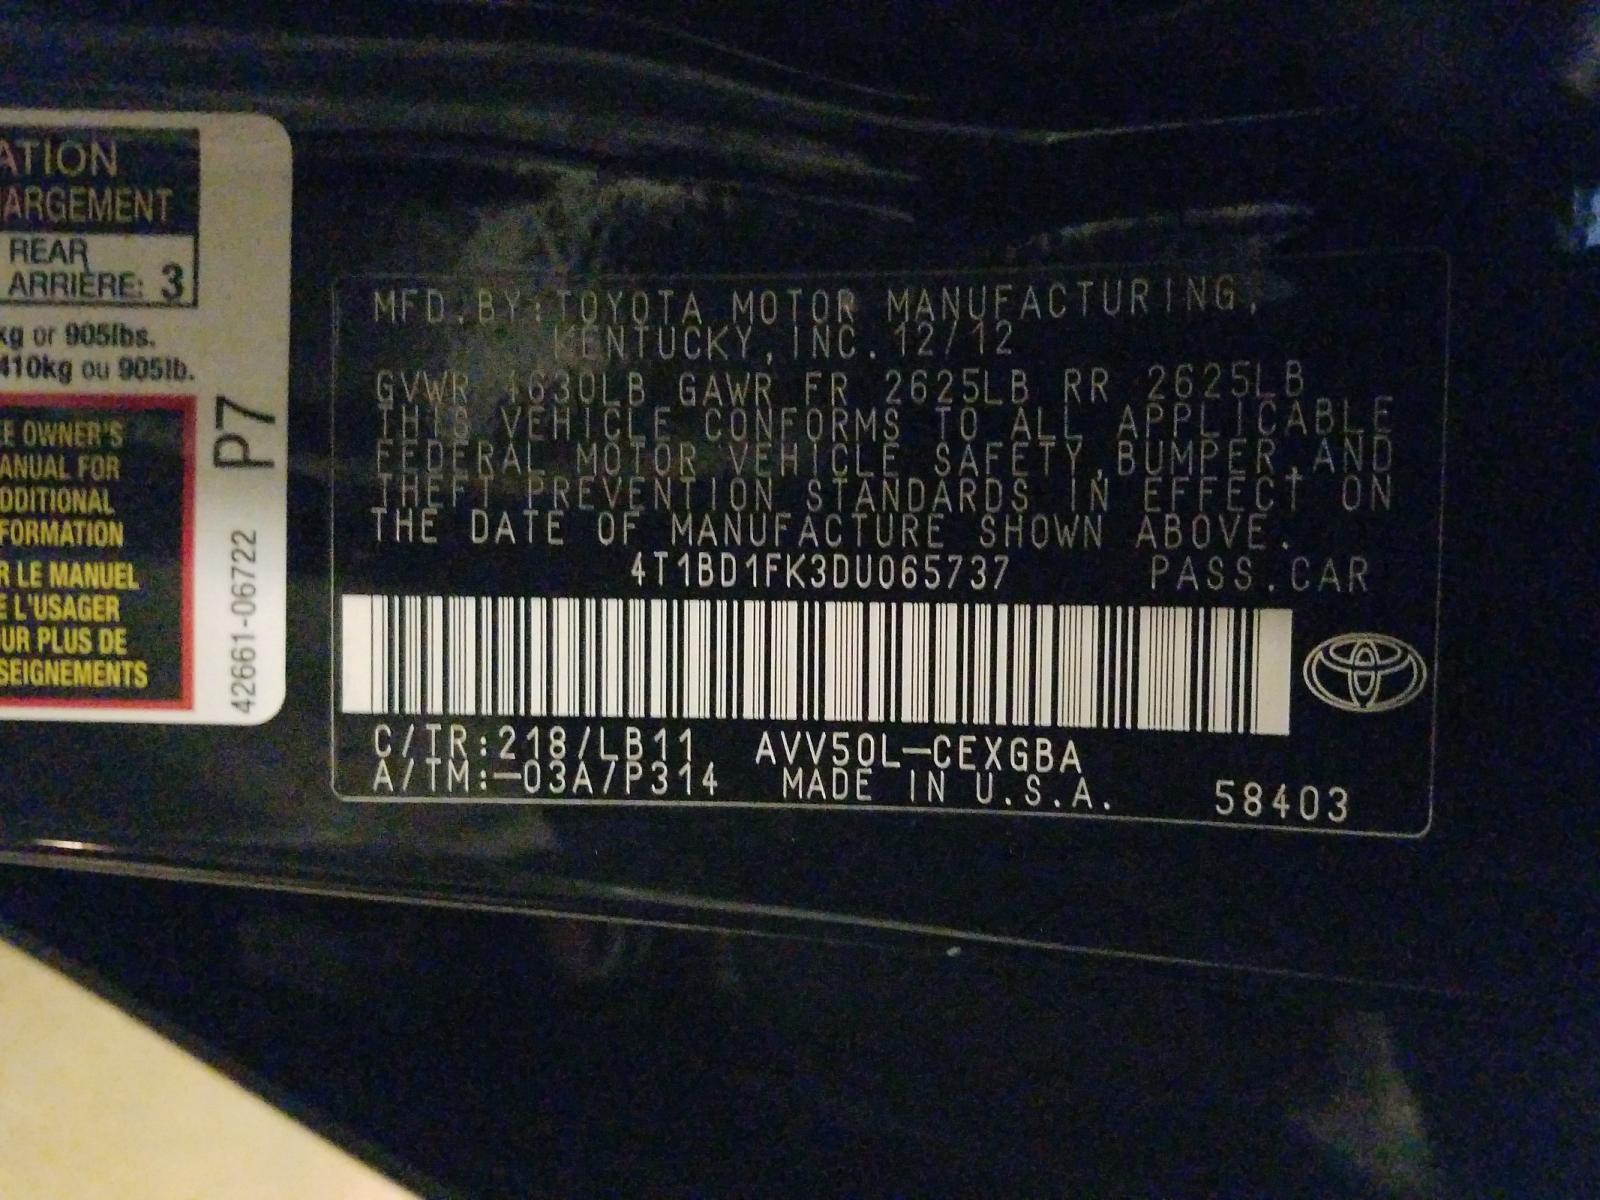 ATION
ARGEMENT
REAR
ARRIÈRE: 3
kg or 905lbs.
410kg ou 905lb.
E OWNER'S
ANUAL FOR
DDITIONAL
FORMATION
R LE MANUEL
E L'USAGER
UR PLUS DE
SEIGNEMENTS
P7
42661-06722
MFD.BY:TOYOTA MOTOR MANUFACTURING,
KENTUCKY,INC. 12/12
GVWR 4630LB GAWR FR 2625LB RR 2625LB
THIS VEHICLE CONFORMS TO ALL APPLICABLE
FEDERAL MOTOR VEHICLE SAFETY,BUMPER,AND
THEFT PREVENTION STANDARDS IN EFFECT ON
THE DATE OF MANUFACTURE SHOWN ABOVE.
4T1BD1FK3DU065737 PASS.CAR
C/TR:218/LB11 AVV50L-CEXGBA
A/TM:-03A/P314 MADE IN U.S.A. 58403